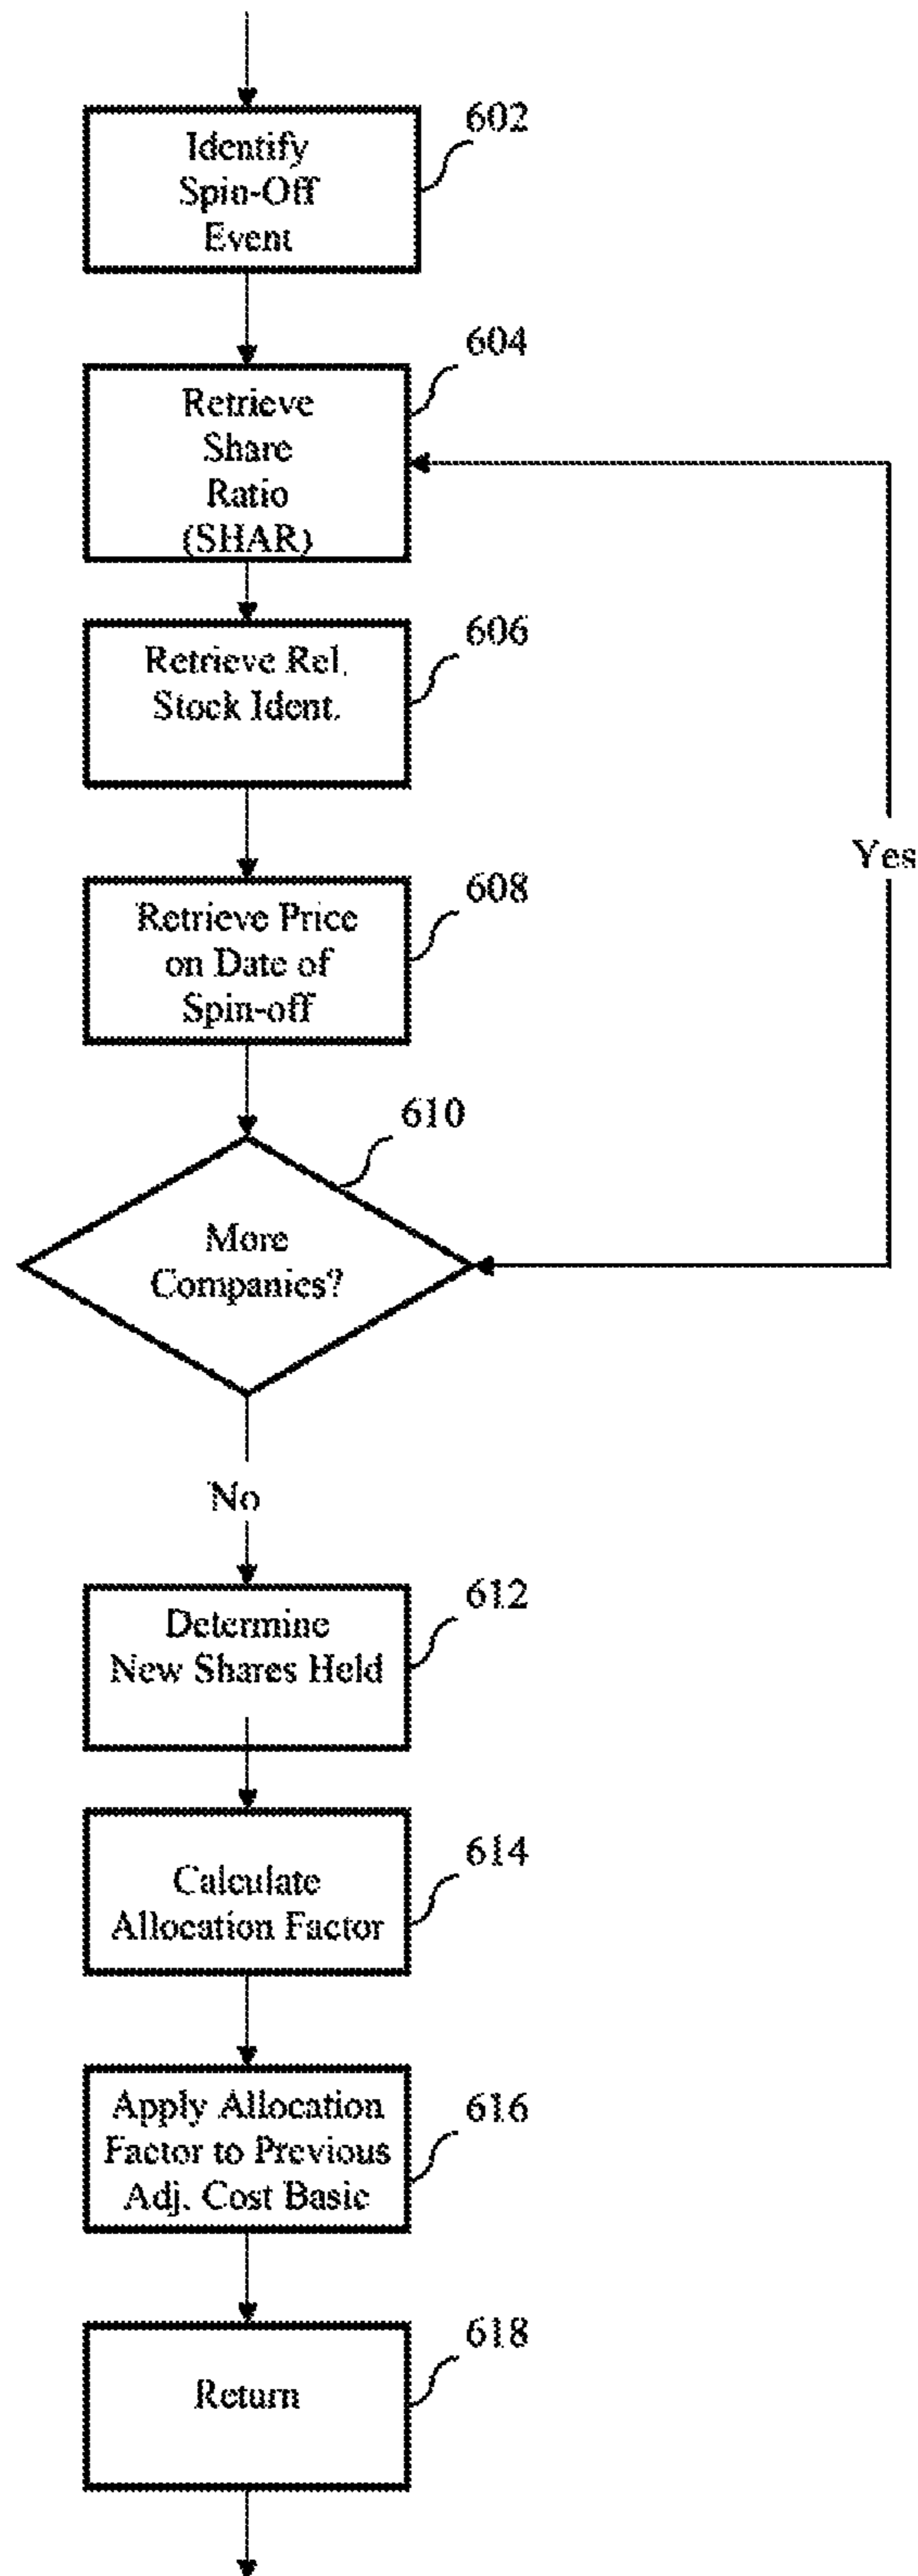 602
Identify
Spin-Off
Event
604
Retrieve
Share
Ratio
(SHAR)
606
Retrieve Rel.
Stock Ident.
608
Retrieve Price
on Date of
Spin-off
Yes
610
More
Companies?
No
612
Determine
New Shares Held
614
Calculate
Allocation Factor
616
Apply Allocation
Factor to Previous
Adj. Cost Basic
618
Return